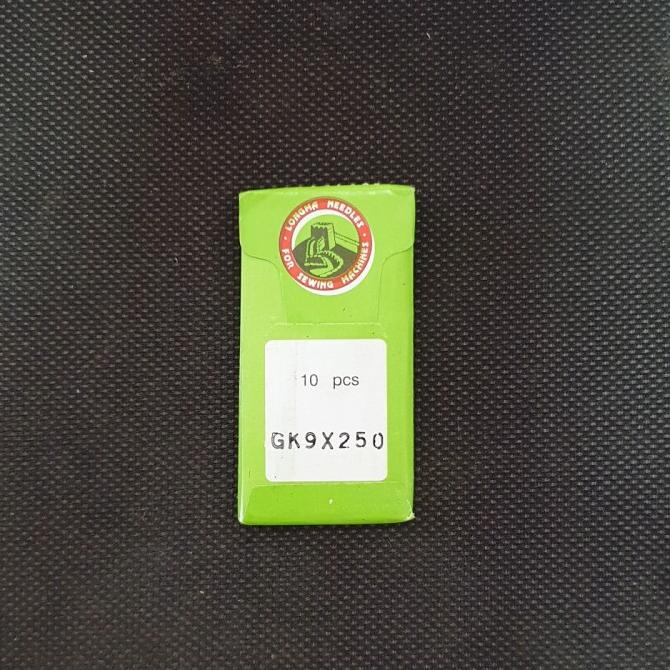 LONGMA NEEDLES
FOR SEWING MACHINES
10 pcs
GK9X250